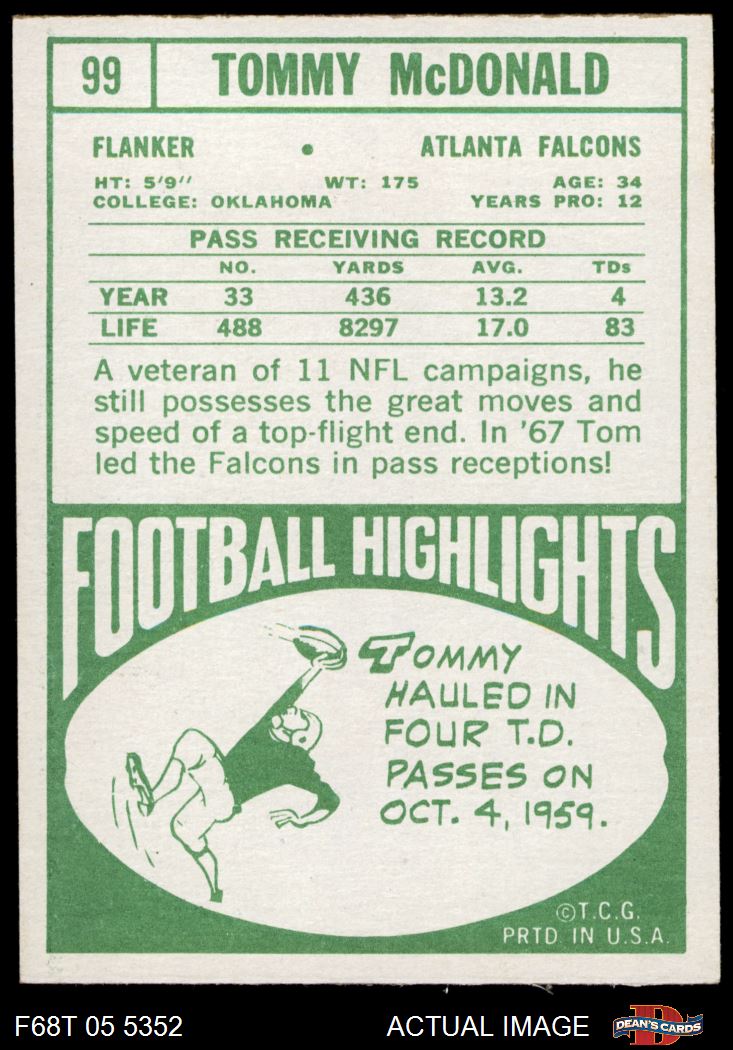 99 TOMMY McDONALD
FLANKER • ATLANTA FALCONS
HT: 5'9" WT: 175 AGE: 34
COLLEGE: OKLAHOMA YEARS PRO: 12
PASS RECEIVING RECORD
NO. YARDS AVG. TDs
YEAR 33 436 13.2 4
LIFE 488 8297 17.0 83
A veteran of 11 NFL campaigns, he
still possesses the great moves and
speed of a top-flight end. In '67 Tom
led the Falcons in pass receptions!
FOOTBALL HIGHLIGHTS
TOMMY
HAULED IN
FOUR T.D.
PASSES ON
OCT. 4, 1959.
©T.C.G.
PRTD. IN U.S.A.
F68T 05 5352 ACTUAL IMAGE D DEAN'S CARDS